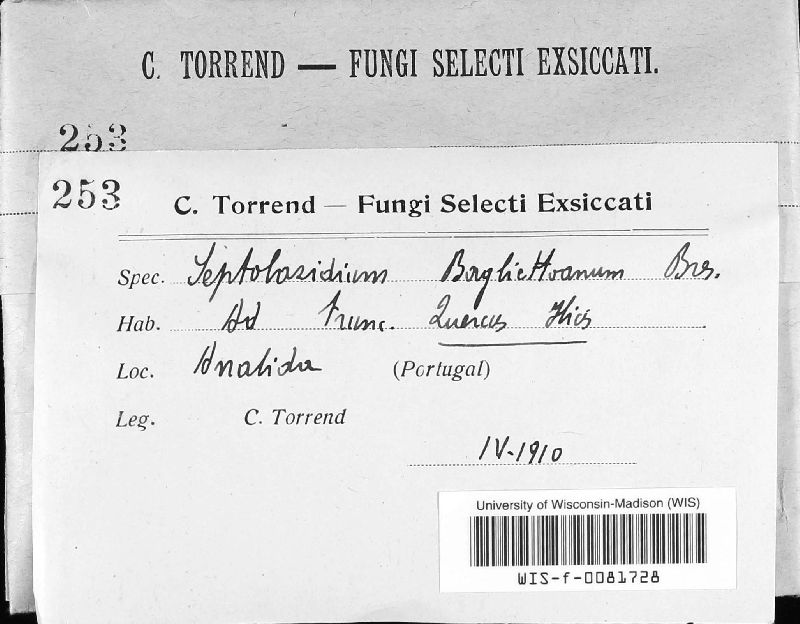 C. TORREND — FUNGI SELECTI EXSICCATI.
253
253 C. Torrend — Fungi Selecti Exsiccati
Spec. Septobasidium Bagliettoanum Bres.
Hab. Ad trunc. Quercus Ilicis
Loc. (Portugal)
Leg. C. Torrend
IV-1910
University of Wisconsin-Madison (WIS)
WIS-f-0081728